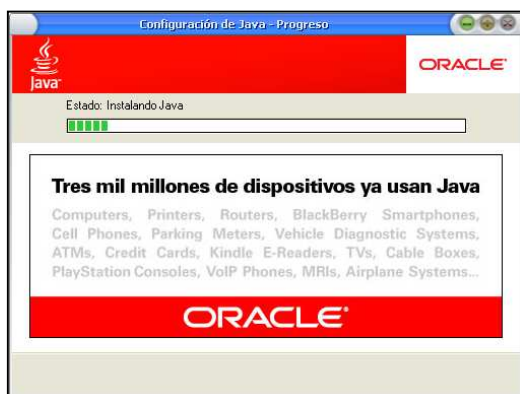 Configuración de Java - Progreso
Java
ORACLE
Estado: Instalando Java
Tres mil millones de dispositivos ya usan Java
Computers, Printers, Routers, BlackBerry Smartphones,
Cell Phones, Parking Meters, Vehicle Diagnostic Systems,
ATMs, Credit Cards, Kindle E-Readers, TVs, Cable Boxes,
PlayStation Consoles, VoIP Phones, MRIs, Airplane Systems...
ORACLE